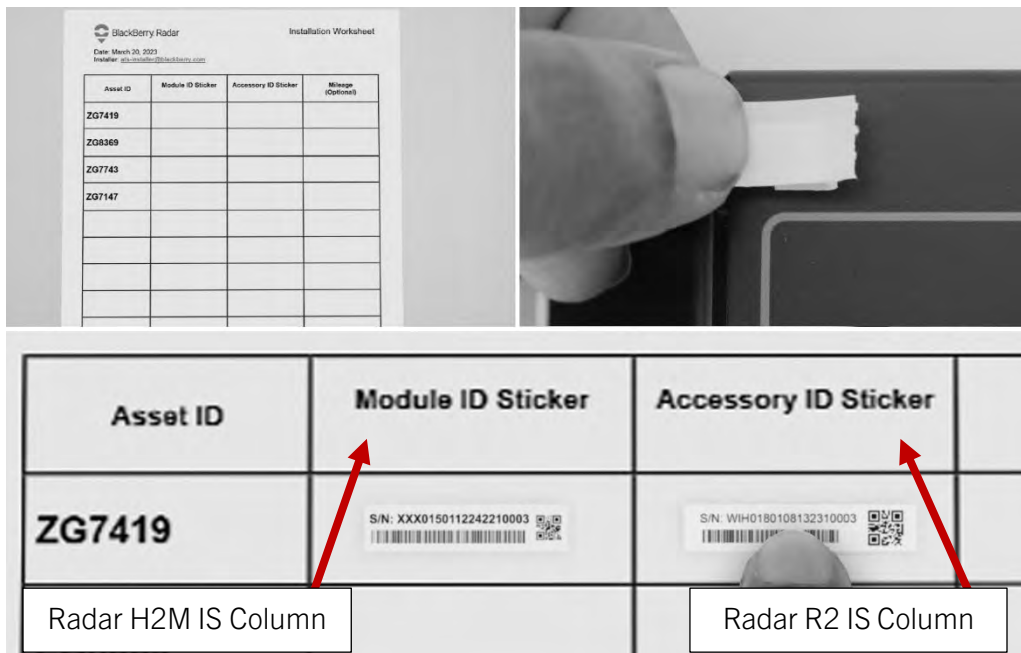 BlackBerry Radar
Installation Worksheet
Date: March 20, 2023
Installer: ats-installer@blackberry.com
Asset ID
Module ID Sticker
Accessory ID Sticker
Mileage
(Optional)
ZG7419
ZG8369
ZG7743
ZG7147
Asset ID
Module ID Sticker
Accessory ID Sticker
ZG7419
S/N: XXX0150112242210003
S/N: WIH0180108132310003
Radar H2M IS Column
Radar R2 IS Column